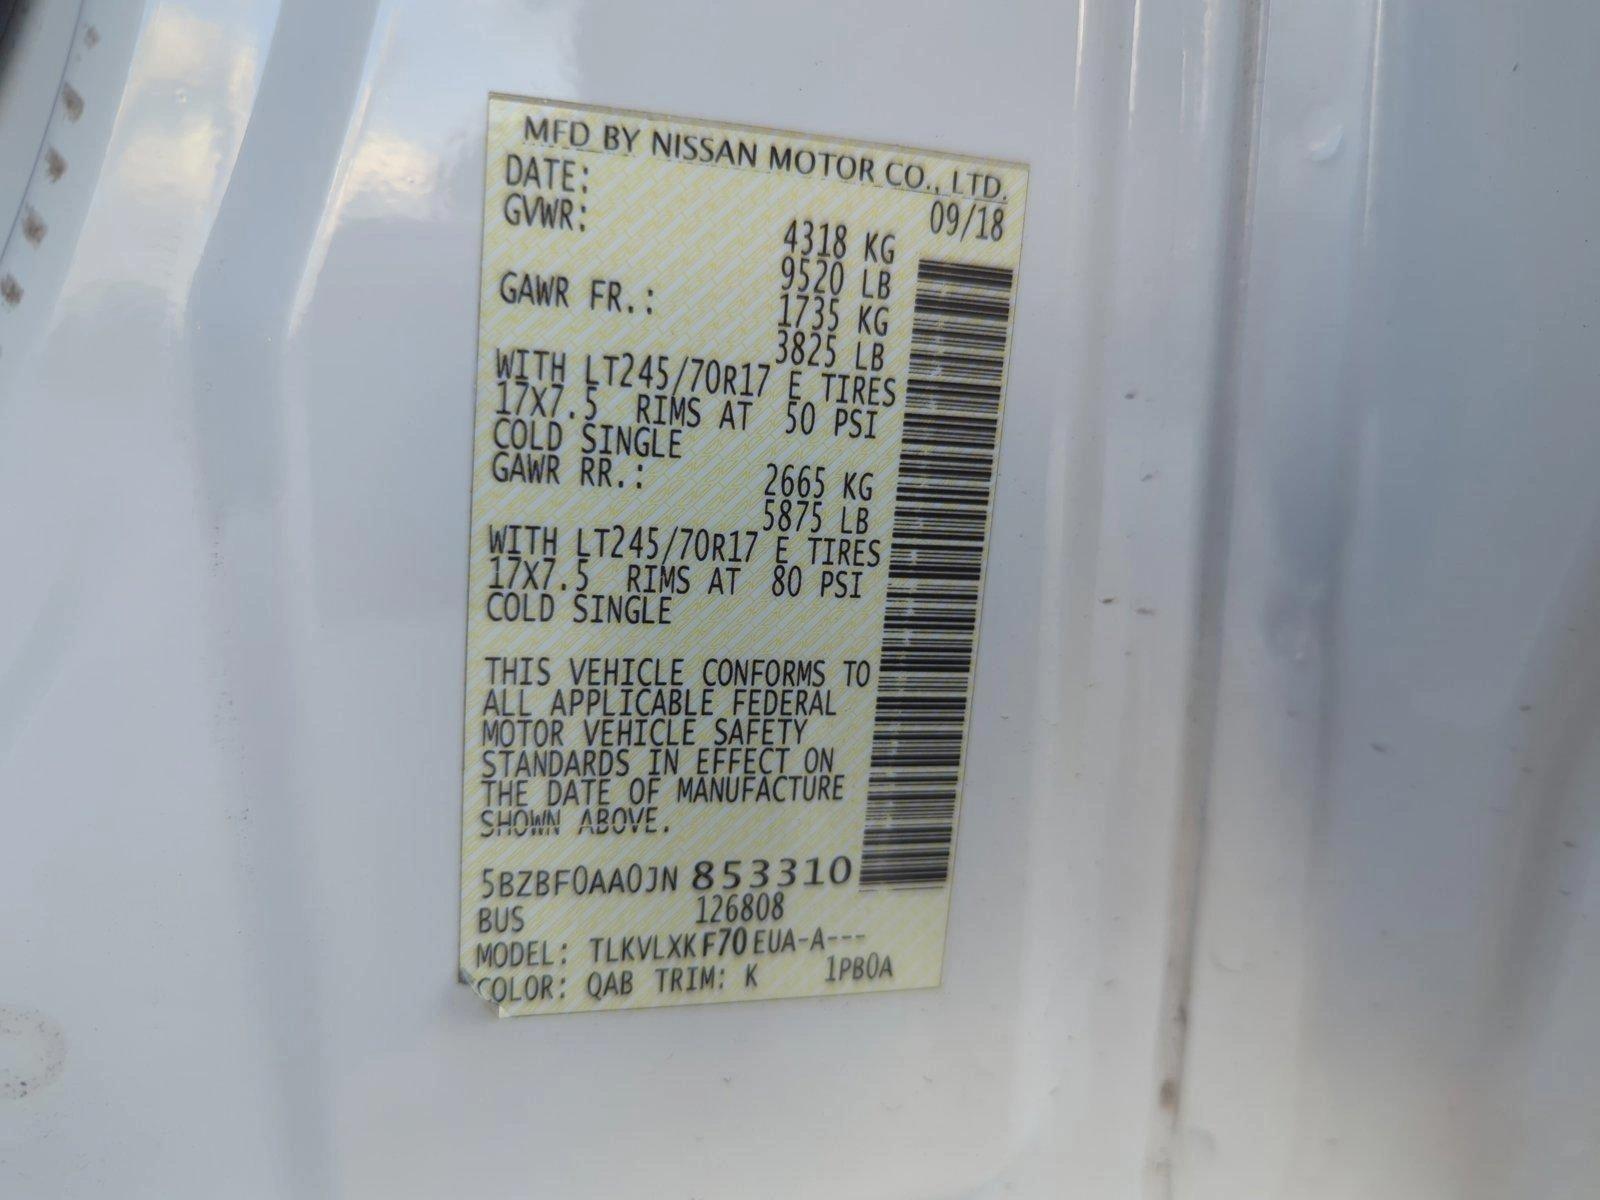 MFD BY NISSAN MOTOR CO., LTD.
DATE: 09/18
GVWR: 4318 KG
9520 LB
GAWR FR.: 1735 KG
3825 LB
WITH LT245/70R17 E TIRES
17X7.5 RIMS AT 50 PSI
COLD SINGLE
GAWR RR.: 2665 KG
5875 LB
WITH LT245/70R17 E TIRES
17X7.5 RIMS AT 80 PSI
COLD SINGLE
THIS VEHICLE CONFORMS TO
ALL APPLICABLE FEDERAL
MOTOR VEHICLE SAFETY
STANDARDS IN EFFECT ON
THE DATE OF MANUFACTURE
SHOWN ABOVE.
5BZBF0AA0JN 853310
BUS 126808
MODEL: TLKVLXKF70EUA-A---
COLOR: QAB TRIM: K 1PB0A